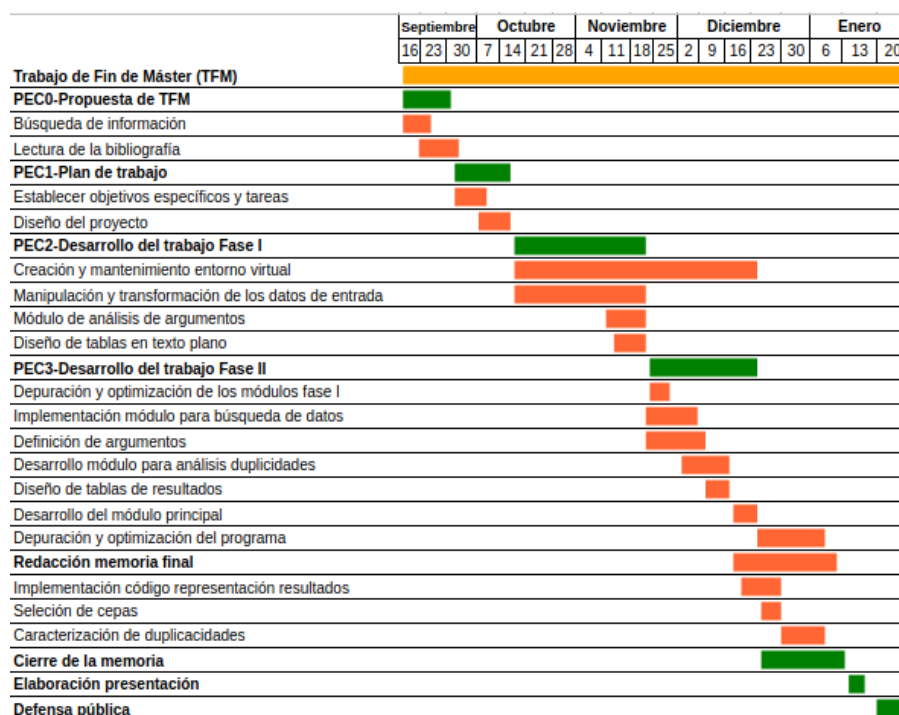 Septiembre Octubre Noviembre Diciembre Enero
16 23 30 7 14 21 28 4 11 18 25 2 9 16 23 30 6 13 20
Trabajo de Fin de Máster (TFM)
PEC0-Propuesta de TFM
Búsqueda de información
Lectura de la bibliografía
PEC1-Plan de trabajo
Establecer objetivos específicos y tareas
Diseño del proyecto
PEC2-Desarrollo del trabajo Fase I
Creación y mantenimiento entorno virtual
Manipulación y transformación de los datos de entrada
Módulo de análisis de argumentos
Diseño de tablas en texto plano
PEC3-Desarrollo del trabajo Fase II
Depuración y optimización de los módulos fase I
Implementación módulo para búsqueda de datos
Definición de argumentos
Desarrollo módulo para análisis duplicidades
Diseño de tablas de resultados
Desarrollo del módulo principal
Depuración y optimización del programa
Redacción memoria final
Implementación código representación resultados
Seleción de cepas
Caracterización de duplicacidades
Cierre de la memoria
Elaboración presentación
Defensa pública